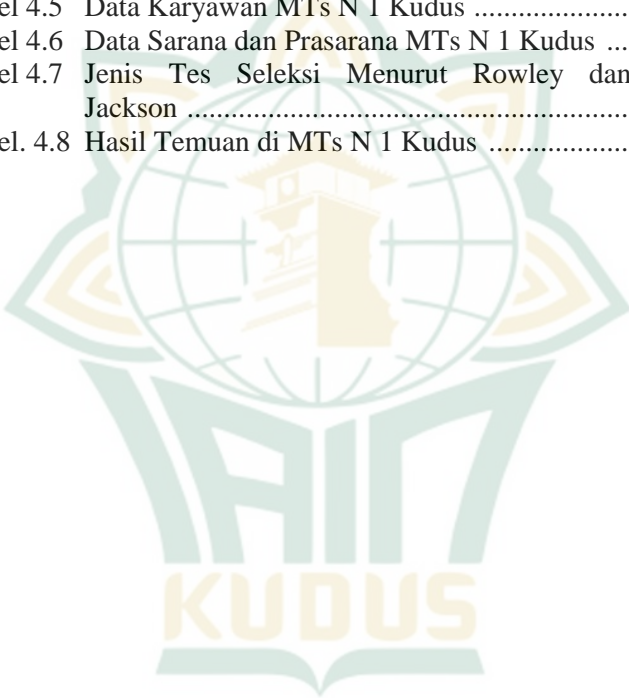 el 4.5 Data Karyawan MTs N 1 Kudus ......................
el 4.6 Data Sarana dan Prasarana MTs N 1 Kudus ...
el 4.7 Jenis Tes Seleksi Menurut Rowley dan
Jackson ...............................................................
el. 4.8 Hasil Temuan di MTs N 1 Kudus ....................
IAIN
KUDUS